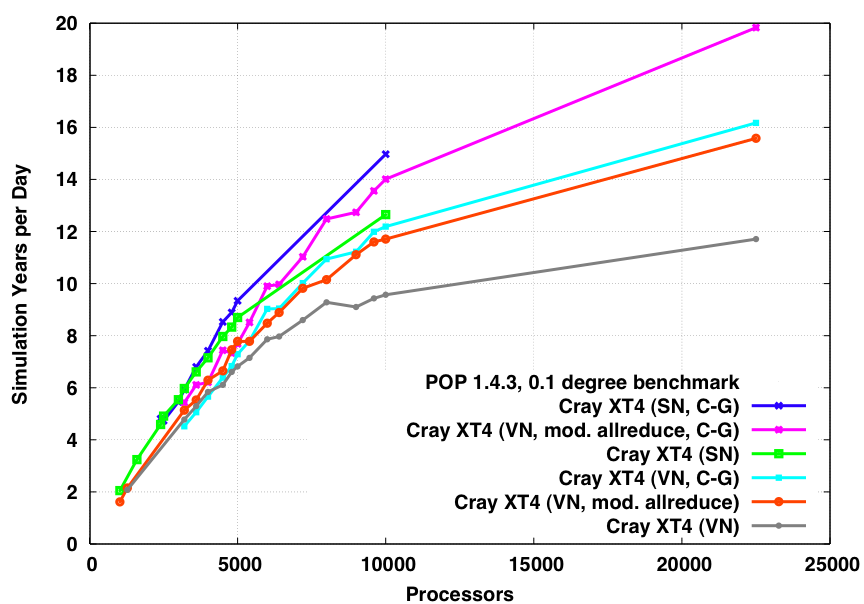 20
18
16
14
12
10
8
6
4
2
0
Simulation Years per Day
POP 1.4.3, 0.1 degree benchmark
Cray XT4 (SN, C-G)
Cray XT4 (VN, mod. allreduce, C-G)
Cray XT4 (SN)
Cray XT4 (VN, C-G)
Cray XT4 (VN, mod. allreduce)
Cray XT4 (VN)
0 5000 10000 15000 20000 25000
Processors